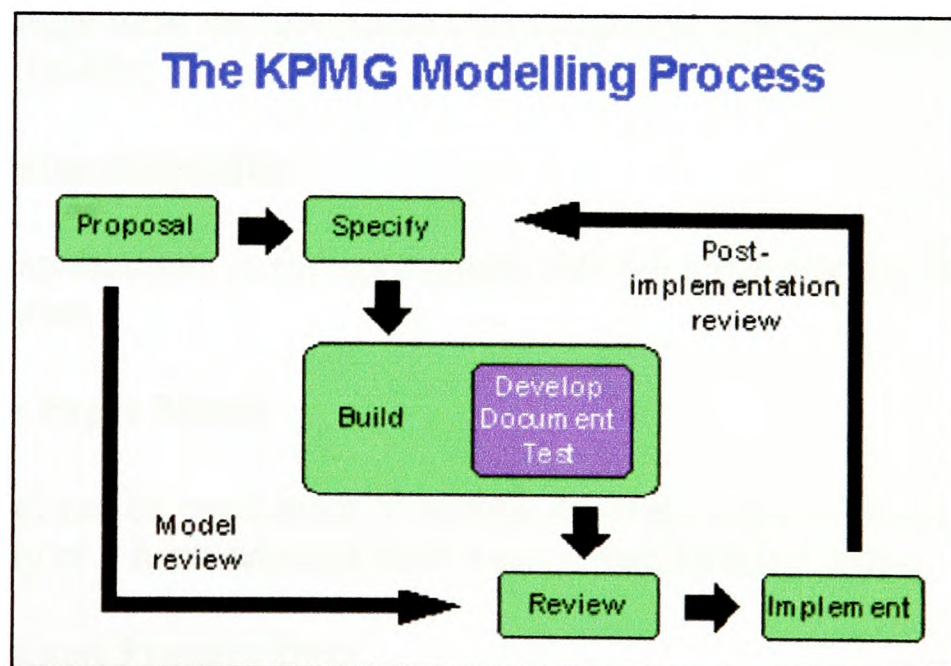 The KPMG Modelling Process
Proposal
Specify
Post-
implementation
review
Build
Develop
Document
Test
Model
review
Review
Implement